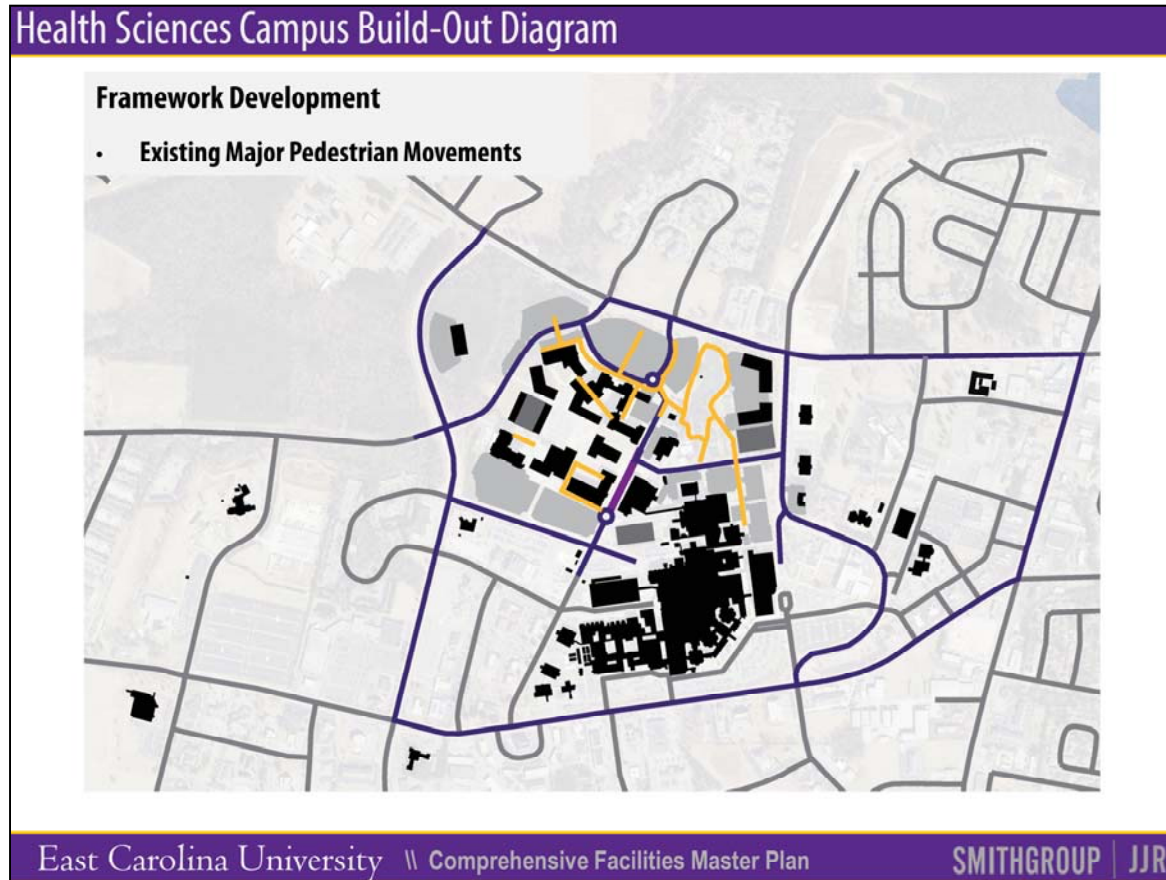 Health Sciences Campus Build-Out Diagram
Framework Development
• Existing Major Pedestrian Movements
East Carolina University \\ Comprehensive Facilities Master Plan SMITHGROUP | JJR